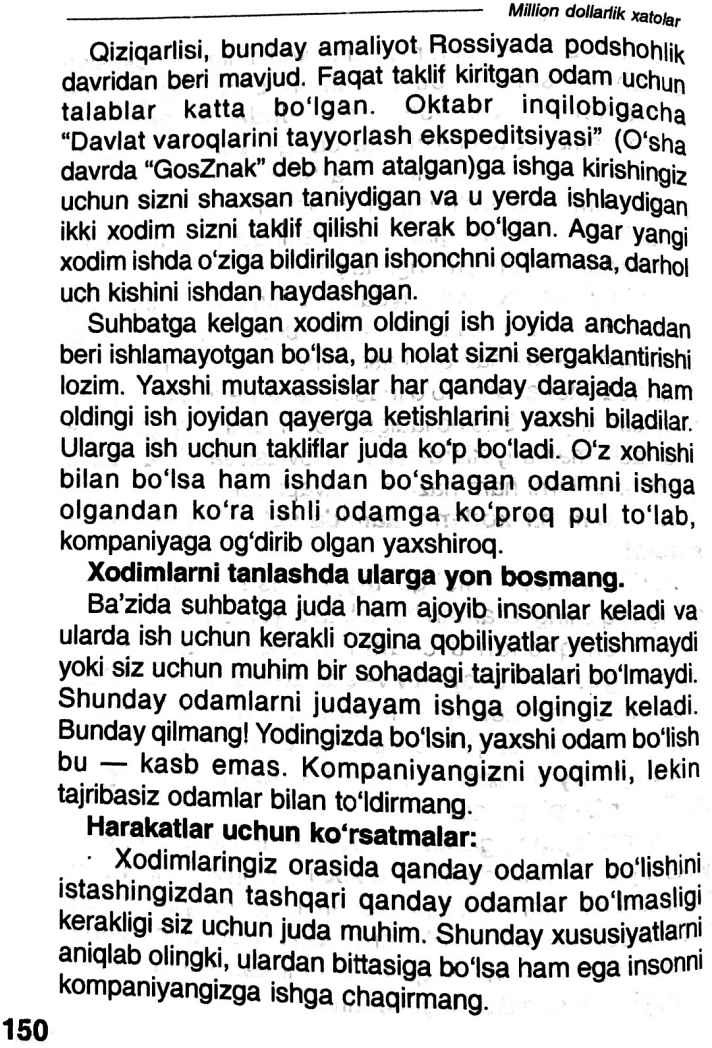 Million dollarlik xatolar
Qiziqarlisi, bunday amaliyot Rossiyada podshohlik
davridan beri mavjud. Faqat taklif kiritgan odam uchun
talablar katta bo‘lgan. Oktabr inqilobigacha
“Davlat varoqlarini tayyorlash ekspeditsiyasi” (O‘sha
davrda “GosZnak” deb ham atalgan)ga ishga kirishingiz
uchun sizni shaxsan taniydigan va u yerda ishlaydigan
ikki xodim sizni taklif qilishi kerak bo‘lgan. Agar yangi
xodim ishda o‘ziga bildirilgan ishonchni oqlamasa, darhol
uch kishini ishdan haydashgan.
Suhbatga kelgan xodim oldingi ish joyida anchadan
beri ishlamayotgan bo‘lsa, bu holat sizni sergaklantirishi
lozim. Yaxshi mutaxassislar har qanday darajada ham
oldingi ish joyidan qayerga ketishlarini yaxshi biladilar.
Ularga ish uchun takliflar juda ko‘p bo‘ladi. O‘z xohishi
bilan bo‘lsa ham ishdan bo‘shagan odamni ishga
olgandan ko‘ra ishli odamga ko‘proq pul to‘lab,
kompaniyaga og‘dirib olgan yaxshiroq.
Xodimlarni tanlashda ularga yon bosmang.
Ba’zida suhbatga juda ham ajoyib insonlar keladi va
ularda ish uchun kerakli ozgina qobiliyatlar yetishmaydi
yoki siz uchun muhim bir sohadagi tajribalari bo‘lmaydi.
Shunday odamlarni judayam ishga olgingiz keladi.
Bunday qilmang! Yodingizda bo‘lsin, yaxshi odam bo‘lish
bu — kasb emas. Kompaniyangizni yoqimli, lekin
tajribasiz odamlar bilan to‘ldirmang.
Harakatlar uchun ko‘rsatmalar:
· Xodimlaringiz orasida qanday odamlar bo‘lishini
istashingizdan tashqari qanday odamlar bo‘lmasligi
kerakligi siz uchun juda muhim. Shunday xususiyatlarni
aniqlab olingki, ulardan bittasiga bo‘lsa ham ega insonni
kompaniyangizga ishga chaqirmang.
150